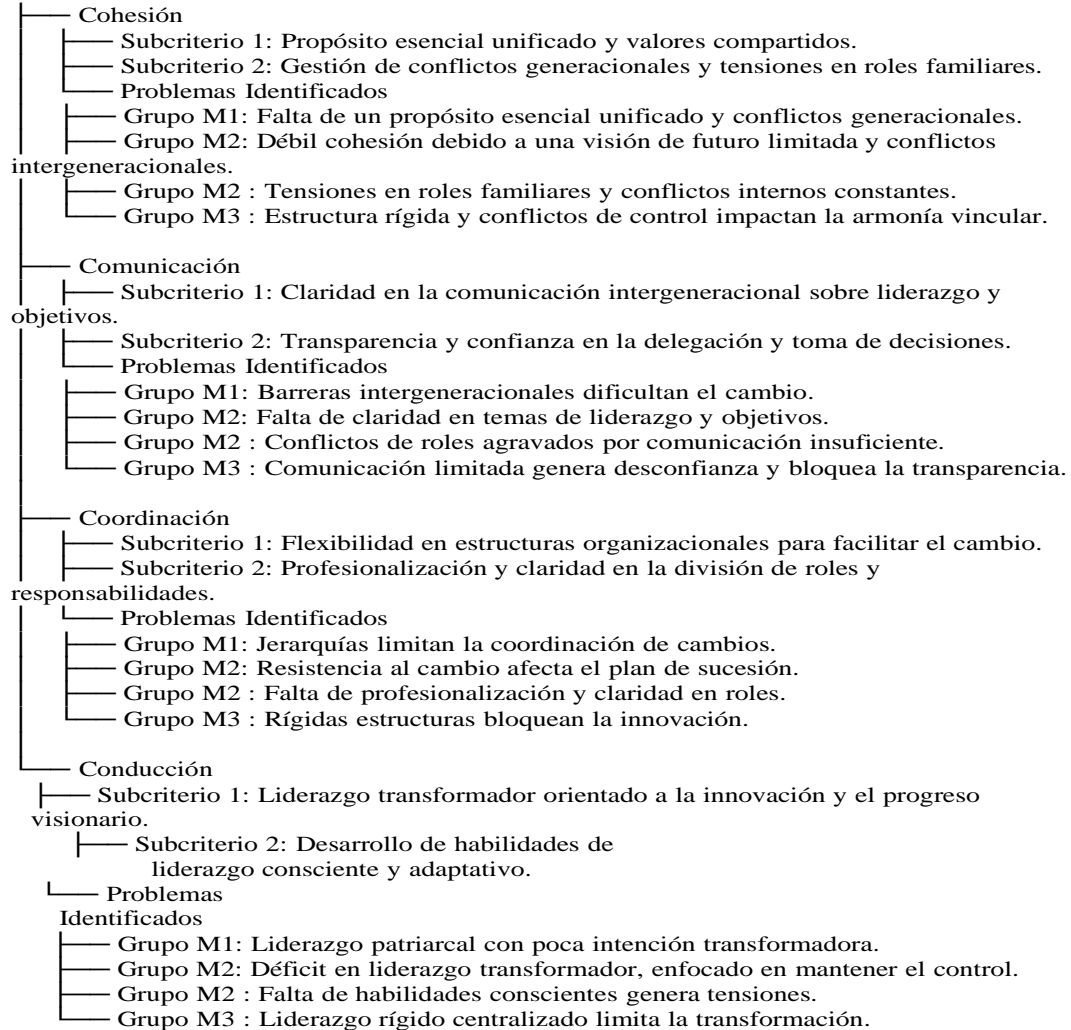 Cohesión
Subcriterio 1: Propósito esencial unificado y valores compartidos.
Subcriterio 2: Gestión de conflictos generacionales y tensiones en roles familiares.
Problemas Identificados
Grupo M1: Falta de un propósito esencial unificado y conflictos generacionales.
Grupo M2: Débil cohesión debido a una visión de futuro limitada y conflictos
intergeneracionales.
Grupo M2 : Tensiones en roles familiares y conflictos internos constantes.
Grupo M3 : Estructura rígida y conflictos de control impactan la armonía vincular.
Comunicación
Subcriterio 1: Claridad en la comunicación intergeneracional sobre liderazgo y
objetivos.
Subcriterio 2: Transparencia y confianza en la delegación y toma de decisiones.
Problemas Identificados
Grupo M1: Barreras intergeneracionales dificultan el cambio.
Grupo M2: Falta de claridad en temas de liderazgo y objetivos.
Grupo M2 : Conflictos de roles agravados por comunicación insuficiente.
Grupo M3 : Comunicación limitada genera desconfianza y bloquea la transparencia.
Coordinación
Subcriterio 1: Flexibilidad en estructuras organizacionales para facilitar el cambio.
Subcriterio 2: Profesionalización y claridad en la división de roles y
responsabilidades.
Problemas Identificados
Grupo M1: Jerarquías limitan la coordinación de cambios.
Grupo M2: Resistencia al cambio afecta el plan de sucesión.
Grupo M2 : Falta de profesionalización y claridad en roles.
Grupo M3 : Rígidas estructuras bloquean la innovación.
Conducción
Subcriterio 1: Liderazgo transformador orientado a la innovación y el progreso
visionario.
Subcriterio 2: Desarrollo de habilidades de
liderazgo consciente y adaptativo.
Problemas
Identificados
Grupo M1: Liderazgo patriarcal con poca intención transformadora.
Grupo M2: Déficit en liderazgo transformador, enfocado en mantener el control.
Grupo M2 : Falta de habilidades conscientes genera tensiones.
Grupo M3 : Liderazgo rígido centralizado limita la transformación.